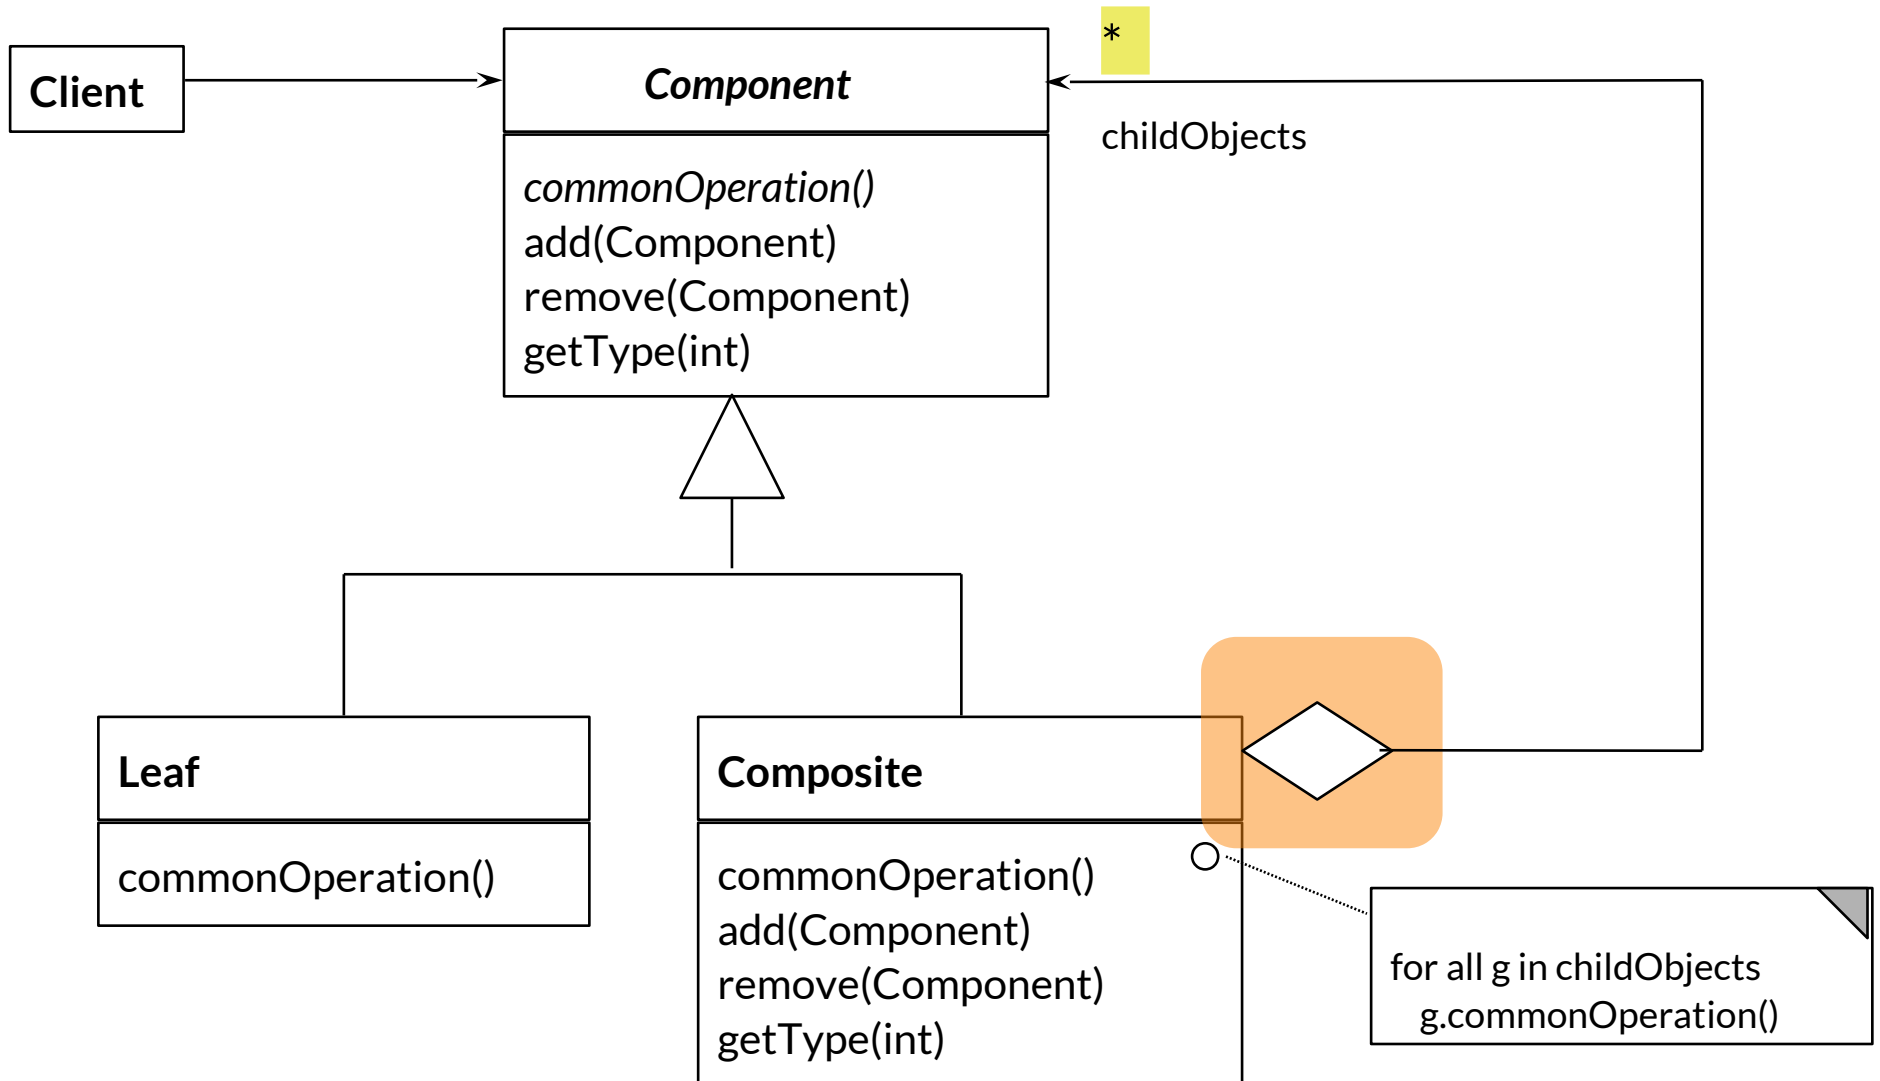 Client
Component
*
childObjects
commonOperation()
add(Component)
remove(Component)
getType(int)
Leaf
commonOperation()
Composite
commonOperation()
add(Component)
remove(Component)
getType(int)
for all g in childObjects
g.commonOperation()